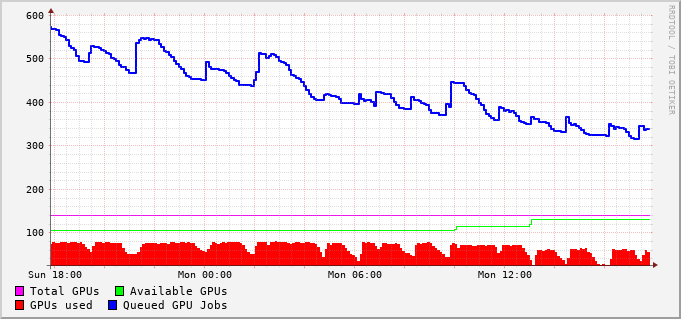 600
500
400
300
200
100
Sun 18:00 Mon 00:00 Mon 06:00 Mon 12:00
Total GPUs Available GPUs
GPUs used Queued GPU Jobs
RRDTOOL / TOBI OETIKER